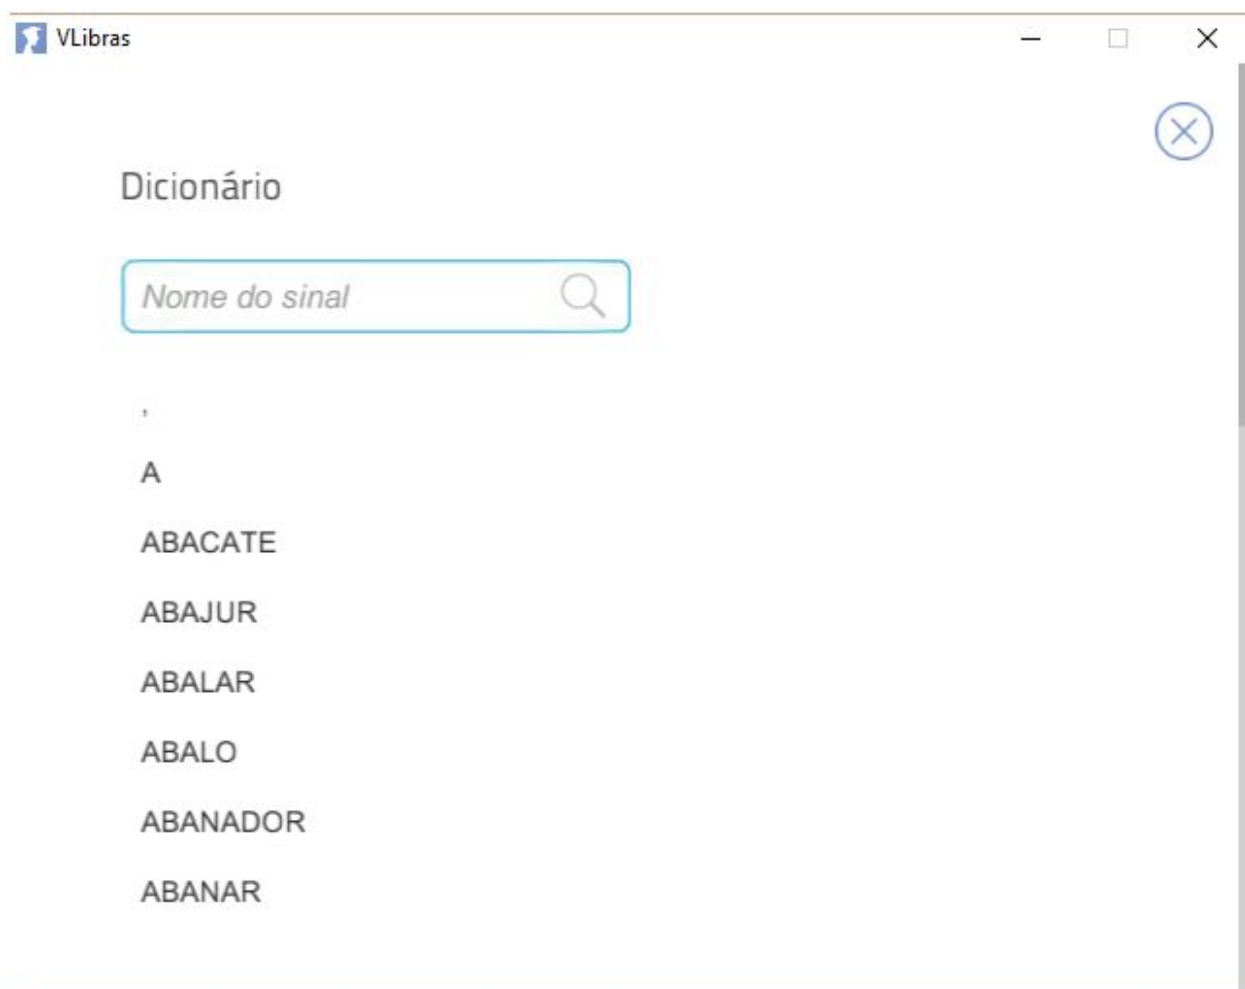 VLibras
Dicionário
Nome do sinal
,
A
ABACATE
ABAJUR
ABALAR
ABALO
ABANADOR
ABANAR